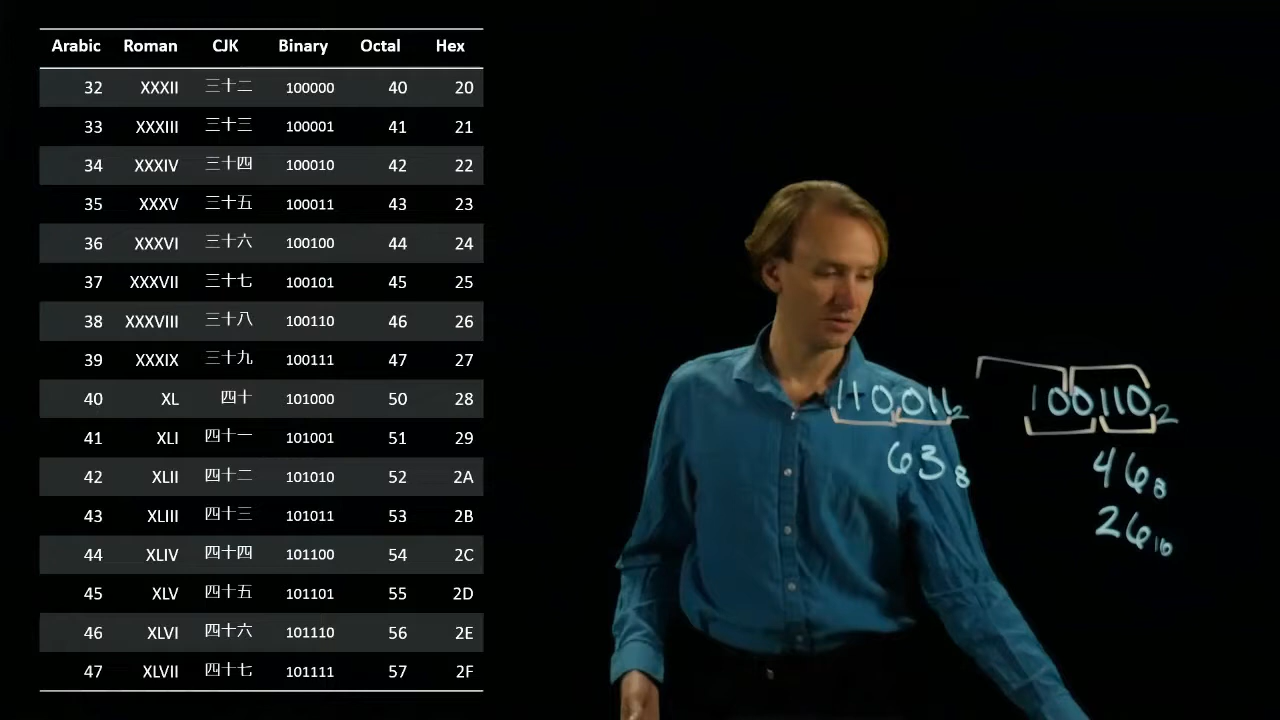 Arabic Roman CJK Binary Octal Hex
32 XXXII 三十二 100000 40 20
33 XXXIII 三十三 100001 41 21
34 XXXIV 三十四 100010 42 22
35 XXXV 三十五 100011 43 23
36 XXXVI 三十六 100100 44 24
37 XXXVII 三十七 100101 45 25
38 XXXVIII 三十八 100110 46 26
39 XXXIX 三十九 100111 47 27
40 XL 四十 101000 50 28
41 XLI 四十一 101001 51 29
42 XLII 四十二 101010 52 2A
43 XLIII 四十三 101011 53 2B
44 XLIV 四十四 101100 54 2C
45 XLV 四十五 101101 55 2D
46 XLVI 四十六 101110 56 2E
47 XLVII 四十七 101111 57 2F
110011₂
63₈
100110₂
46₈
26₁₆